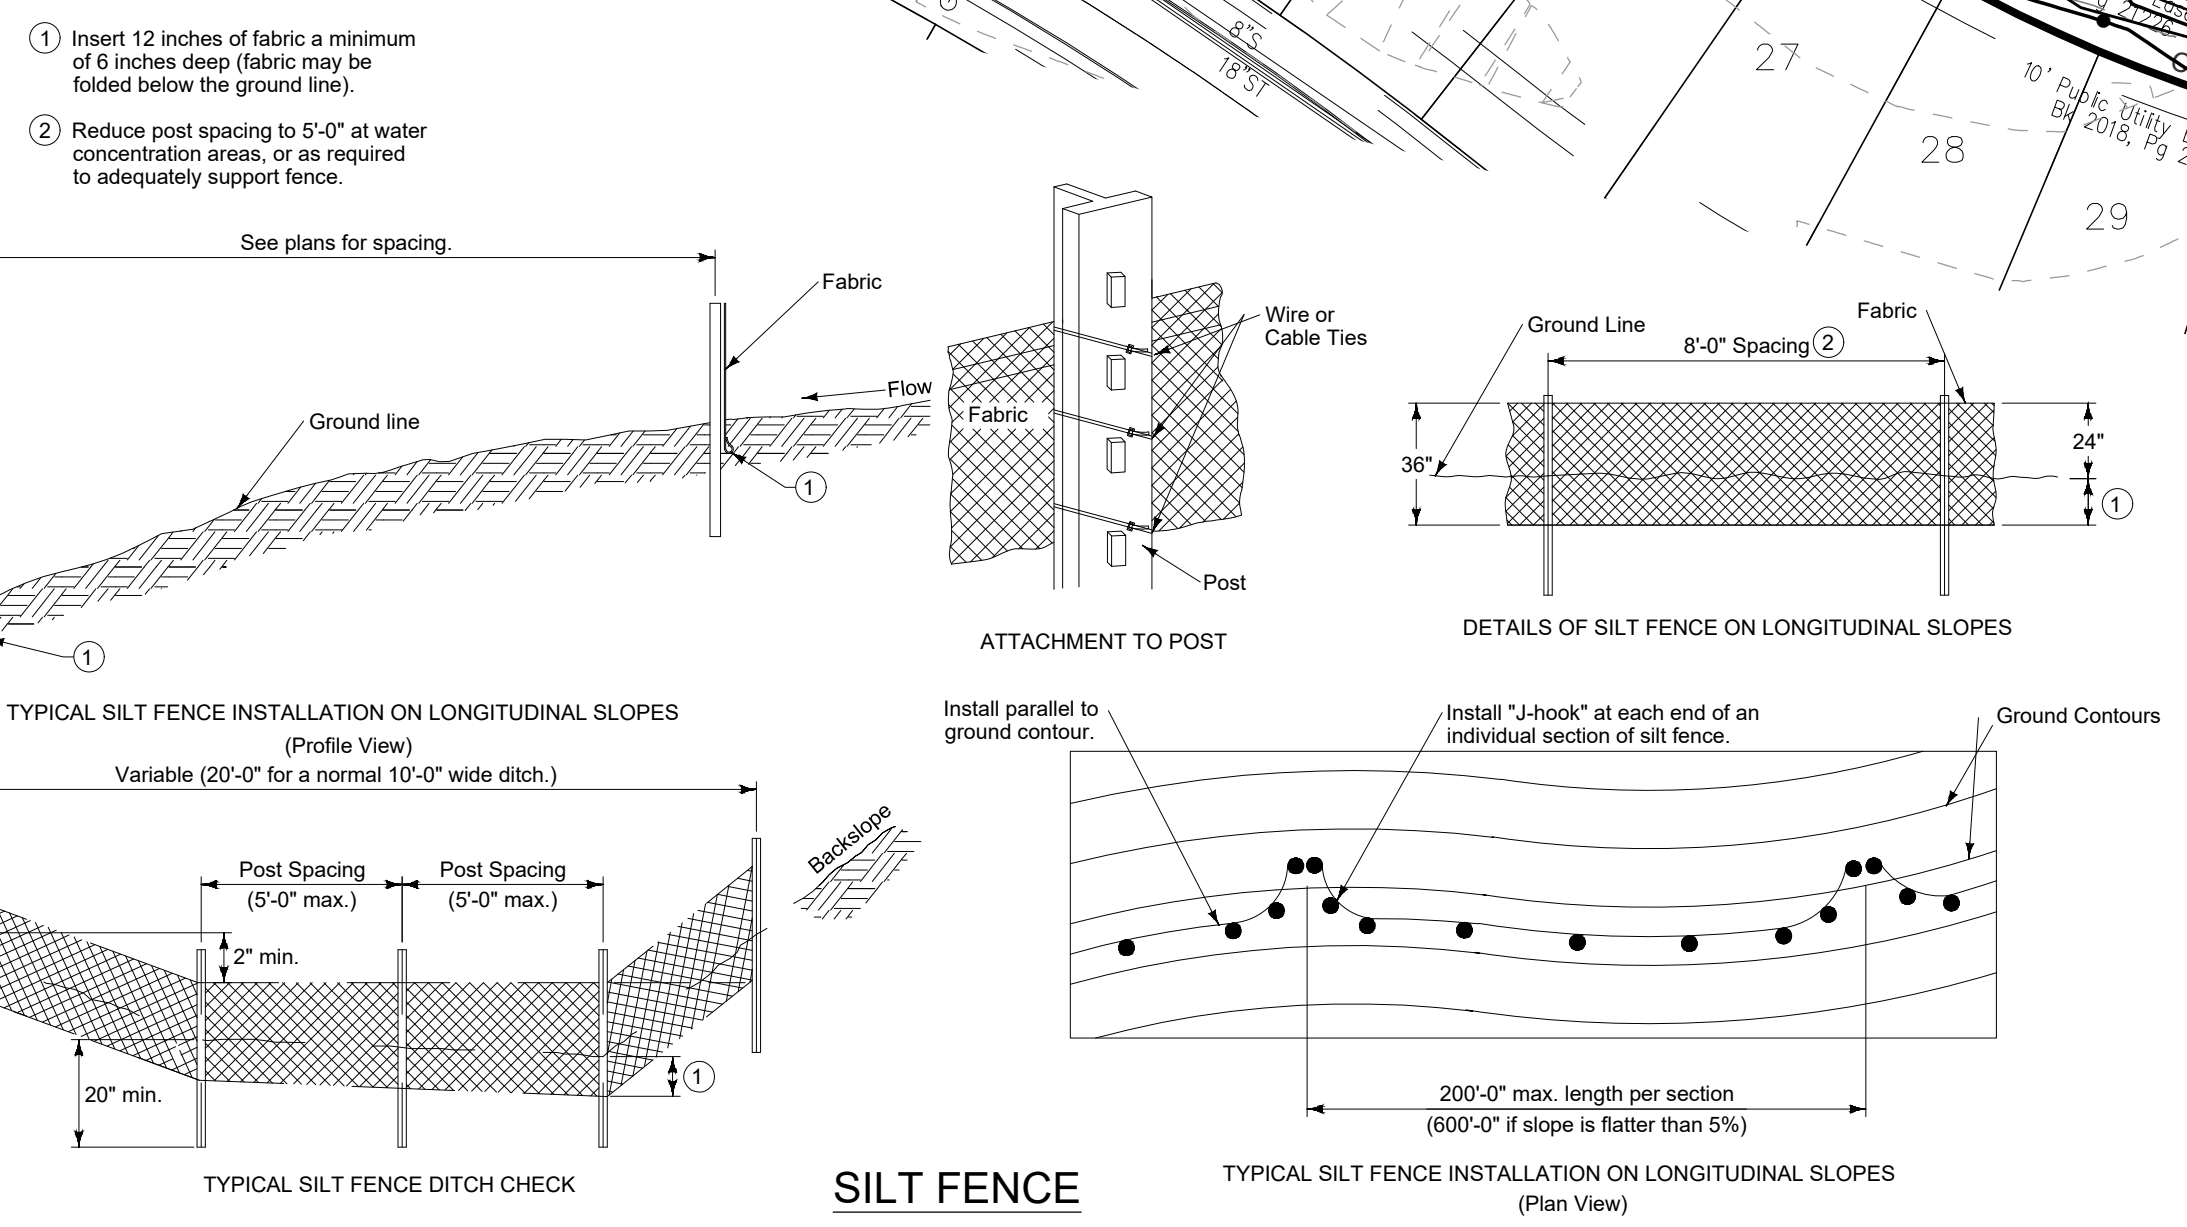 1 Insert 12 inches of fabric a minimum
of 6 inches deep (fabric may be
folded below the ground line).
2 Reduce post spacing to 5'-0" at water
concentration areas, or as required
to adequately support fence.
8"S
18"ST
27
28
29
10' Public Utility
Bk 2018, Pg
21226
See plans for spacing.
Fabric
Flow
Ground line
1
1
TYPICAL SILT FENCE INSTALLATION ON LONGITUDINAL SLOPES
(Profile View)
Wire or
Cable Ties
Fabric
Post
ATTACHMENT TO POST
Ground Line
Fabric
8'-0" Spacing 2
36"
24"
1
DETAILS OF SILT FENCE ON LONGITUDINAL SLOPES
Variable (20'-0" for a normal 10'-0" wide ditch.)
Backslope
Post Spacing
(5'-0" max.)
Post Spacing
(5'-0" max.)
2" min.
20" min.
1
TYPICAL SILT FENCE DITCH CHECK
Install parallel to
ground contour.
Install "J-hook" at each end of an
individual section of silt fence.
Ground Contours
200'-0" max. length per section
(600'-0" if slope is flatter than 5%)
TYPICAL SILT FENCE INSTALLATION ON LONGITUDINAL SLOPES
(Plan View)
SILT FENCE